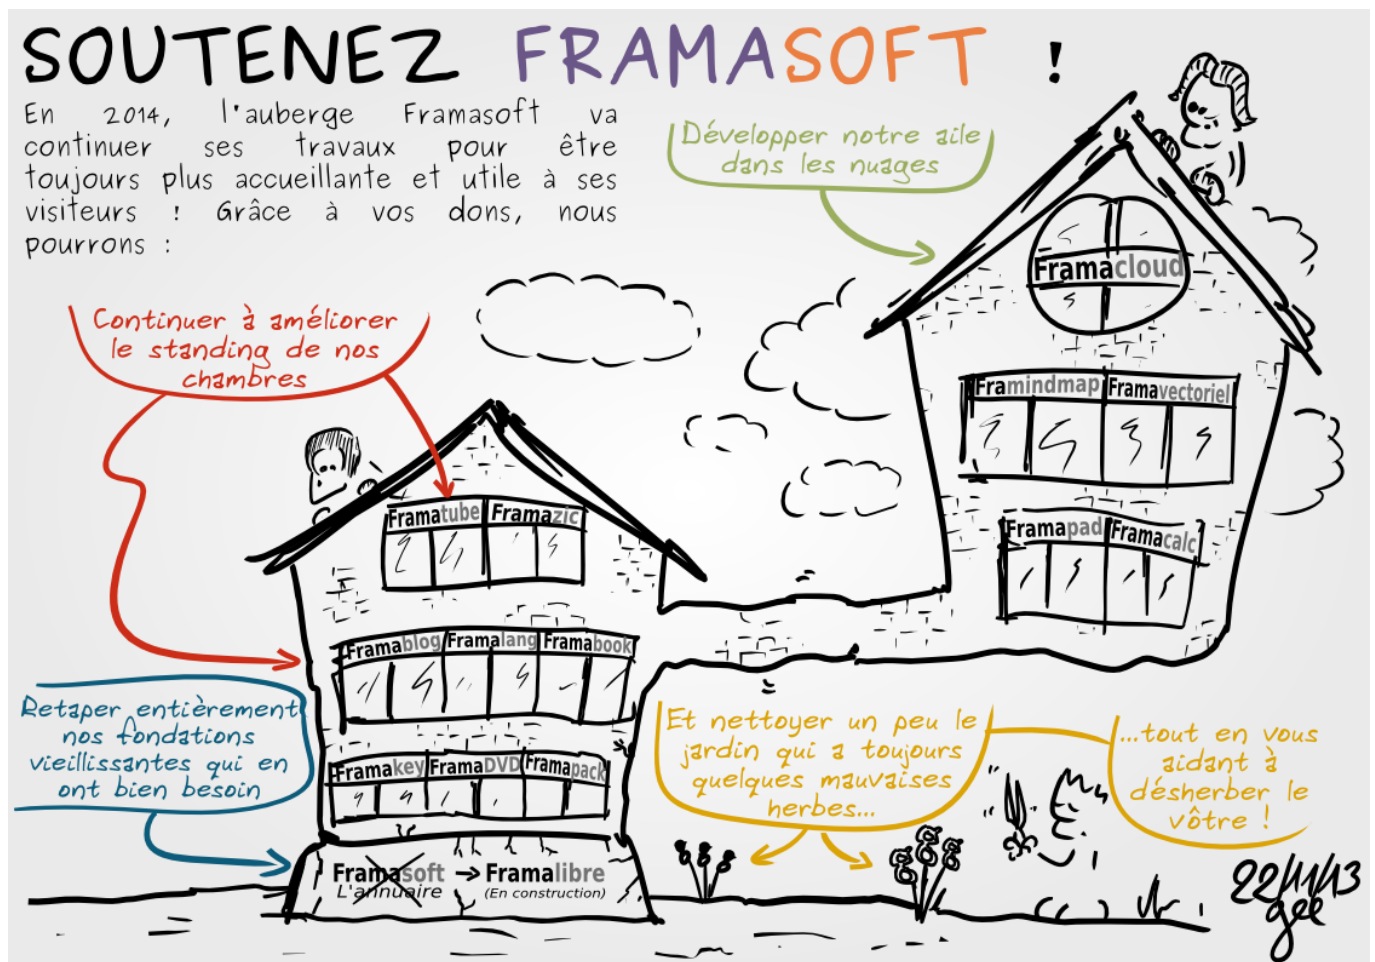 SOUTENEZ FRAMASOFT !
En 2014, l'auberge Framasoft va
continuer ses travaux pour être
toujours plus accueillante et utile à ses
visiteurs ! Grâce à vos dons, nous
pourrons :
Développer notre aile
dans les nuages
Framacloud
Continuer à améliorer
le standing de nos
chambres
Framindmap Framavectoriel
Framatube Framazic
Framapad Framacalc
Framablog Framalang Framabook
Retaper entièrement
nos fondations
vieillissantes qui en
ont bien besoin
Framakey FramaDVD Framapack
Et nettoyer un peu le
jardin qui a toujours
quelques mauvaises
herbes...
...tout en vous
aidant à
désherber le
vôtre !
Framasoft → Framalibre
L'annuaire (En construction)
22/11/13
gee